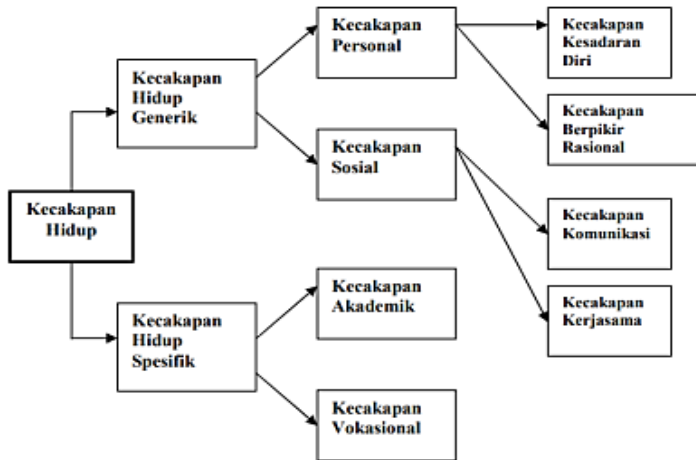 Kecakapan
Hidup
Kecakapan
Hidup
Generik
Kecakapan
Personal
Kecakapan
Kesadaran
Diri
Kecakapan
Berpikir
Rasional
Kecakapan
Sosial
Kecakapan
Komunikasi
Kecakapan
Kerjasama
Kecakapan
Hidup
Spesifik
Kecakapan
Akademik
Kecakapan
Vokasional